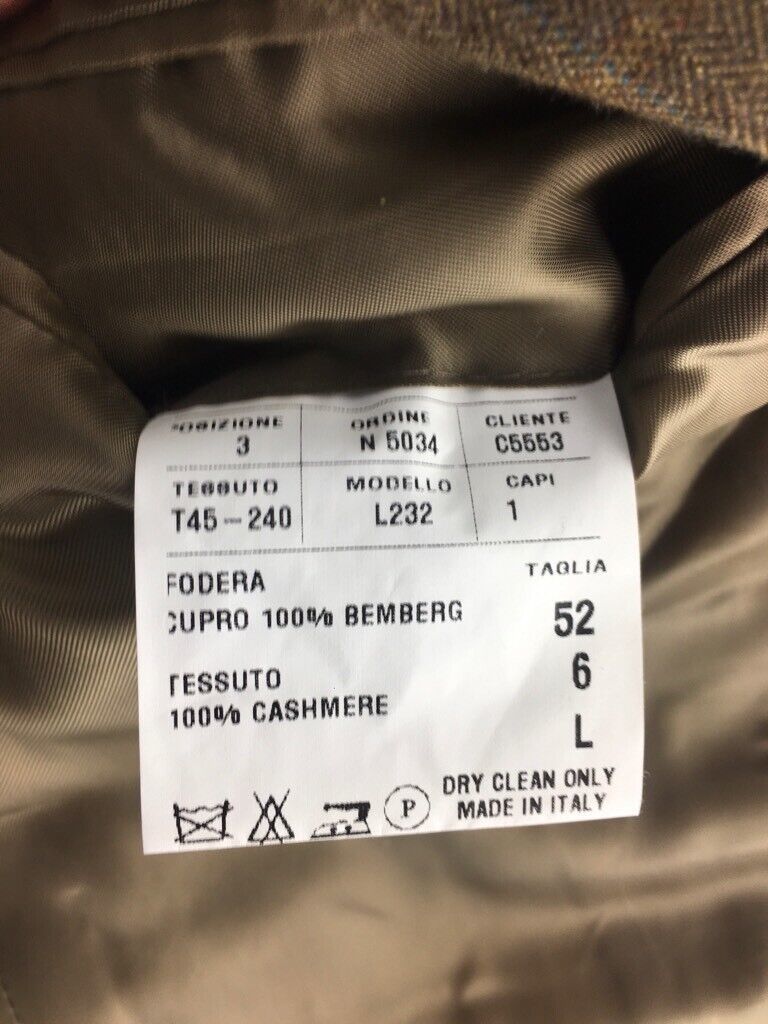 POSIZIONE ORDINE CLIENTE
3 N 5034 C5553
TESSUTO MODELLO CAPI
T45-240 L232 1
FODERA TAGLIA
CUPRO 100% BEMBERG 52
TESSUTO 6
100% CASHMERE L
P DRY CLEAN ONLY
MADE IN ITALY